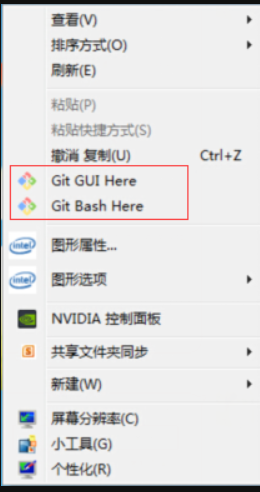 查看(V)
排序方式(O)
刷新(E)
粘贴(P)
粘贴快捷方式(S)
撤消 复制(U) Ctrl+Z
Git GUI Here
Git Bash Here
intel 图形属性...
intel 图形选项
NVIDIA 控制面板
S 共享文件夹同步
新建(W)
屏幕分辨率(C)
小工具(G)
个性化(R)